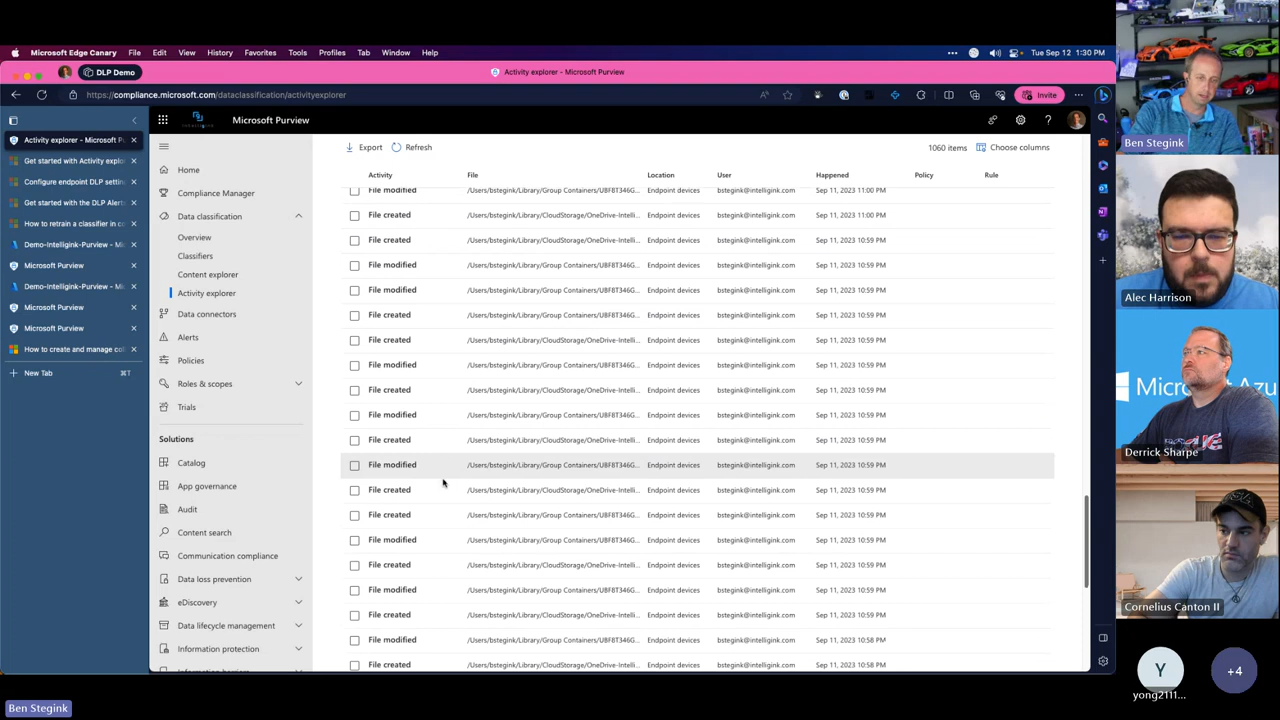 Microsoft Edge Canary File Edit View History Favorites Tools Profiles Tab Window Help Tue Sep 12 1:30 PM
DLP Demo
Activity explorer - Microsoft Purview
https://compliance.microsoft.com/dataclassification/activityexplorer
Invite
Activity explorer - Microsoft P
Get started with Activity explo
Configure endpoint DLP settin
Get started with the DLP Alert
How to retrain a classifier in co
Demo-Intelligink-Purview - Mi
Microsoft Purview
Demo-Intelligink-Purview - Mi
Microsoft Purview
Microsoft Purview
How to create and manage col
New Tab ⌘T
Microsoft Purview
Home
Compliance Manager
Data classification
Overview
Classifiers
Content explorer
Activity explorer
Data connectors
Alerts
Policies
Roles & scopes
Trials
Solutions
Catalog
App governance
Audit
Content search
Communication compliance
Data loss prevention
eDiscovery
Data lifecycle management
Information protection
Information barriers
Export Refresh 1060 items Choose columns
Activity File Location User Happened Policy Rule
File modified /Users/bstegink/Library/Group Containers/UBF8T346G... Endpoint devices bstegink@intelligink.com Sep 11, 2023 11:00 PM
File created /Users/bstegink/Library/CloudStorage/OneDrive-Intelli... Endpoint devices bstegink@intelligink.com Sep 11, 2023 11:00 PM
File created /Users/bstegink/Library/CloudStorage/OneDrive-Intelli... Endpoint devices bstegink@intelligink.com Sep 11, 2023 10:59 PM
File modified /Users/bstegink/Library/Group Containers/UBF8T346G... Endpoint devices bstegink@intelligink.com Sep 11, 2023 10:59 PM
File modified /Users/bstegink/Library/Group Containers/UBF8T346G... Endpoint devices bstegink@intelligink.com Sep 11, 2023 10:59 PM
File created /Users/bstegink/Library/Group Containers/UBF8T346G... Endpoint devices bstegink@intelligink.com Sep 11, 2023 10:59 PM
File created /Users/bstegink/Library/CloudStorage/OneDrive-Intelli... Endpoint devices bstegink@intelligink.com Sep 11, 2023 10:59 PM
File modified /Users/bstegink/Library/Group Containers/UBF8T346G... Endpoint devices bstegink@intelligink.com Sep 11, 2023 10:59 PM
File created /Users/bstegink/Library/CloudStorage/OneDrive-Intelli... Endpoint devices bstegink@intelligink.com Sep 11, 2023 10:59 PM
File modified /Users/bstegink/Library/Group Containers/UBF8T346G... Endpoint devices bstegink@intelligink.com Sep 11, 2023 10:59 PM
File created /Users/bstegink/Library/CloudStorage/OneDrive-Intelli... Endpoint devices bstegink@intelligink.com Sep 11, 2023 10:59 PM
File modified /Users/bstegink/Library/Group Containers/UBF8T346G... Endpoint devices bstegink@intelligink.com Sep 11, 2023 10:59 PM
File created /Users/bstegink/Library/CloudStorage/OneDrive-Intelli... Endpoint devices bstegink@intelligink.com Sep 11, 2023 10:59 PM
File created /Users/bstegink/Library/CloudStorage/OneDrive-Intelli... Endpoint devices bstegink@intelligink.com Sep 11, 2023 10:59 PM
File modified /Users/bstegink/Library/Group Containers/UBF8T346G... Endpoint devices bstegink@intelligink.com Sep 11, 2023 10:59 PM
File created /Users/bstegink/Library/CloudStorage/OneDrive-Intelli... Endpoint devices bstegink@intelligink.com Sep 11, 2023 10:59 PM
File modified /Users/bstegink/Library/Group Containers/UBF8T346G... Endpoint devices bstegink@intelligink.com Sep 11, 2023 10:59 PM
File created /Users/bstegink/Library/CloudStorage/OneDrive-Intelli... Endpoint devices bstegink@intelligink.com Sep 11, 2023 10:59 PM
File modified /Users/bstegink/Library/Group Containers/UBF8T346G... Endpoint devices bstegink@intelligink.com Sep 11, 2023 10:58 PM
File created /Users/bstegink/Library/CloudStorage/OneDrive-Intelli... Endpoint devices bstegink@intelligink.com Sep 11, 2023 10:58 PM
Ben Stegink
Alec Harrison
Microsoft Azu
Derrick Sharpe
Cornelius Canton II
Y
yong2111...
+4
Ben Stegink